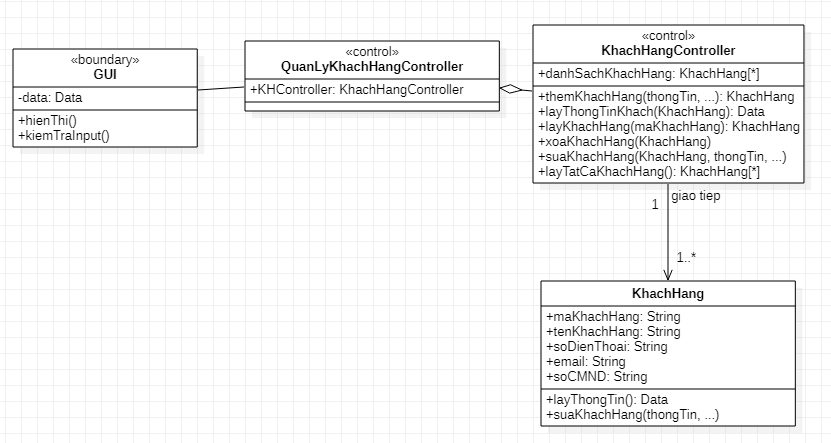 «boundary»
GUI
-data: Data
+hienThi()
+kiemTraInput()
«control»
QuanLyKhachHangController
+KHController: KhachHangController
«control»
KhachHangController
+danhSachKhachHang: KhachHang[*]
+themKhachHang(thongTin, ...): KhachHang
+layThongTinKhach(KhachHang): Data
+layKhachHang(maKhachHang): KhachHang
+xoaKhachHang(KhachHang)
+suaKhachHang(KhachHang, thongTin, ...)
+layTatCaKhachHang(): KhachHang[*]
giao tiep
1
1..*
KhachHang
+maKhachHang: String
+tenKhachHang: String
+soDienThoai: String
+email: String
+soCMND: String
+layThongTin(): Data
+suaKhachHang(thongTin, ...)